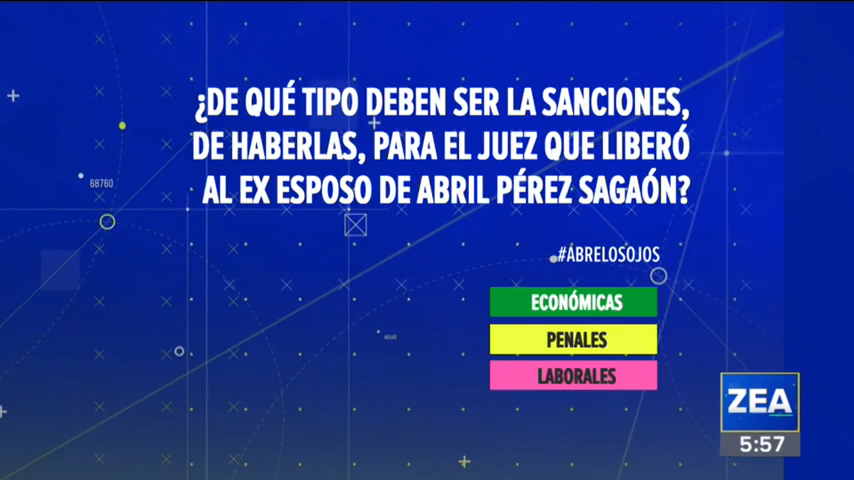 ¿DE QUÉ TIPO DEBEN SER LA SANCIONES,
DE HABERLAS, PARA EL JUEZ QUE LIBERÓ
AL EX ESPOSO DE ABRIL PÉREZ SAGAÓN?
68760
#ABRELOSOJOS
ECONÓMICAS
PENALES
LABORALES
ZEA
5:57